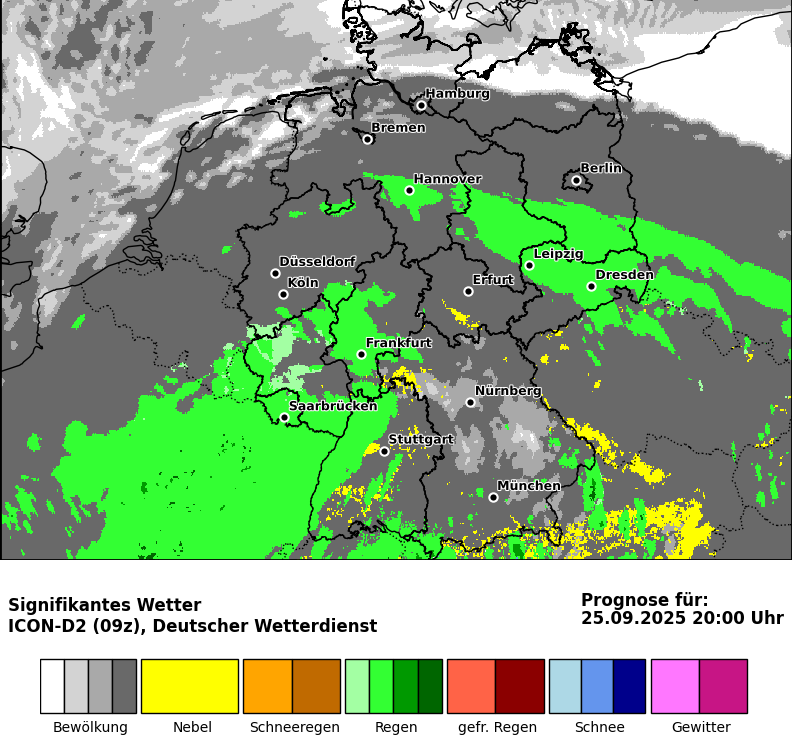 Hamburg
Bremen
Berlin
Hannover
Leipzig
Düsseldorf
Dresden
Köln
Erfurt
Frankfurt
Nürnberg
Saarbrücken
Stuttgart
München
Signifikantes Wetter
ICON-D2 (09z), Deutscher Wetterdienst
Prognose für:
25.09.2025 20:00 Uhr
Bewölkung
Nebel
Schneeregen
Regen
gefr. Regen
Schnee
Gewitter